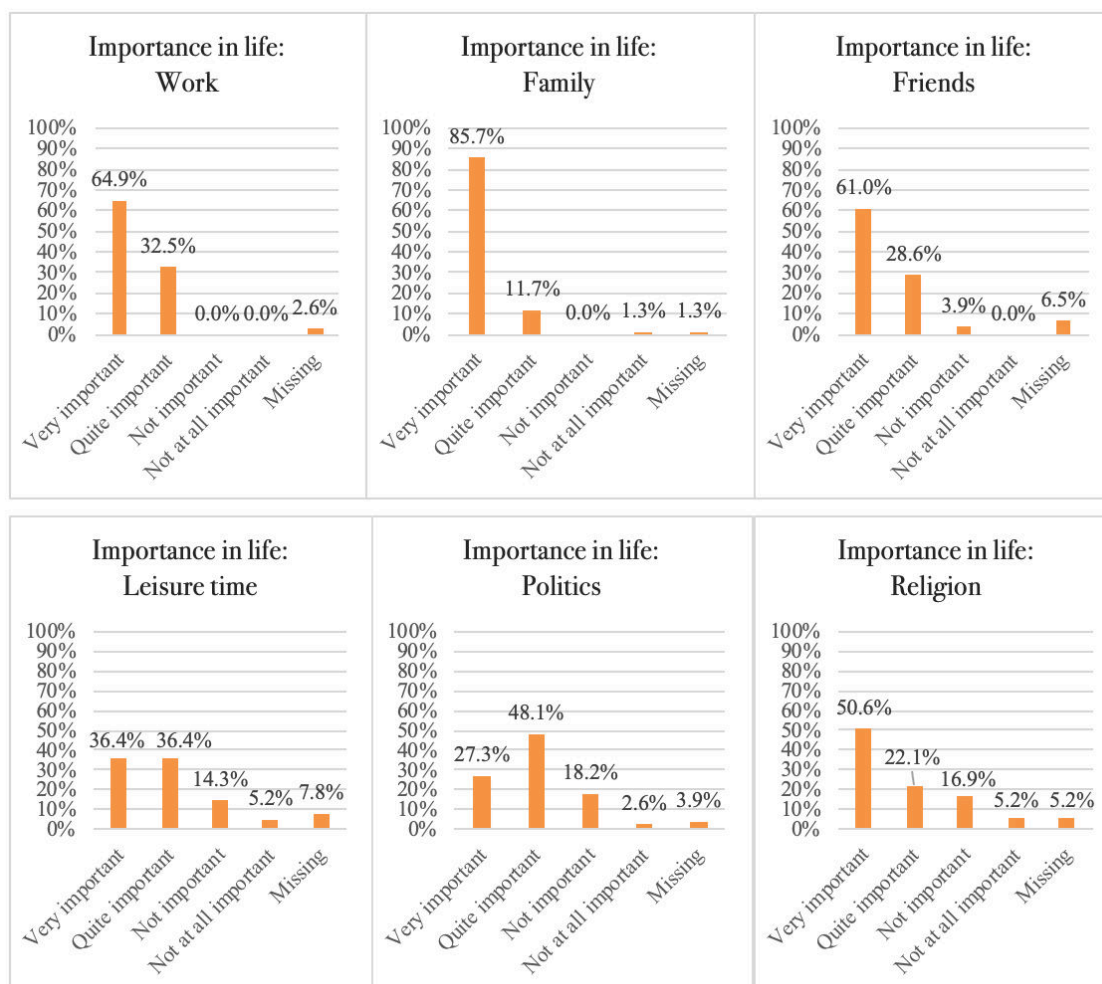 Importance in life:
Work
100%
90%
80%
70%
60%
50%
40%
30%
20%
10%
0%
64.9%
32.5%
0.0%
0.0%
2.6%
Very important
Quite important
Not important
Not at all important
Missing
Importance in life:
Family
100%
90%
80%
70%
60%
50%
40%
30%
20%
10%
0%
85.7%
11.7%
0.0%
1.3%
1.3%
Very important
Quite important
Not important
Not at all important
Missing
Importance in life:
Friends
100%
90%
80%
70%
60%
50%
40%
30%
20%
10%
0%
61.0%
28.6%
3.9%
0.0%
6.5%
Very important
Quite important
Not important
Not at all important
Missing
Importance in life:
Leisure time
100%
90%
80%
70%
60%
50%
40%
30%
20%
10%
0%
36.4%
36.4%
14.3%
5.2%
7.8%
Very important
Quite important
Not important
Not at all important
Missing
Importance in life:
Politics
100%
90%
80%
70%
60%
50%
40%
30%
20%
10%
0%
27.3%
48.1%
18.2%
2.6%
3.9%
Very important
Quite important
Not important
Not at all important
Missing
Importance in life:
Religion
100%
90%
80%
70%
60%
50%
40%
30%
20%
10%
0%
50.6%
22.1%
16.9%
5.2%
5.2%
Very important
Quite important
Not important
Not at all important
Missing